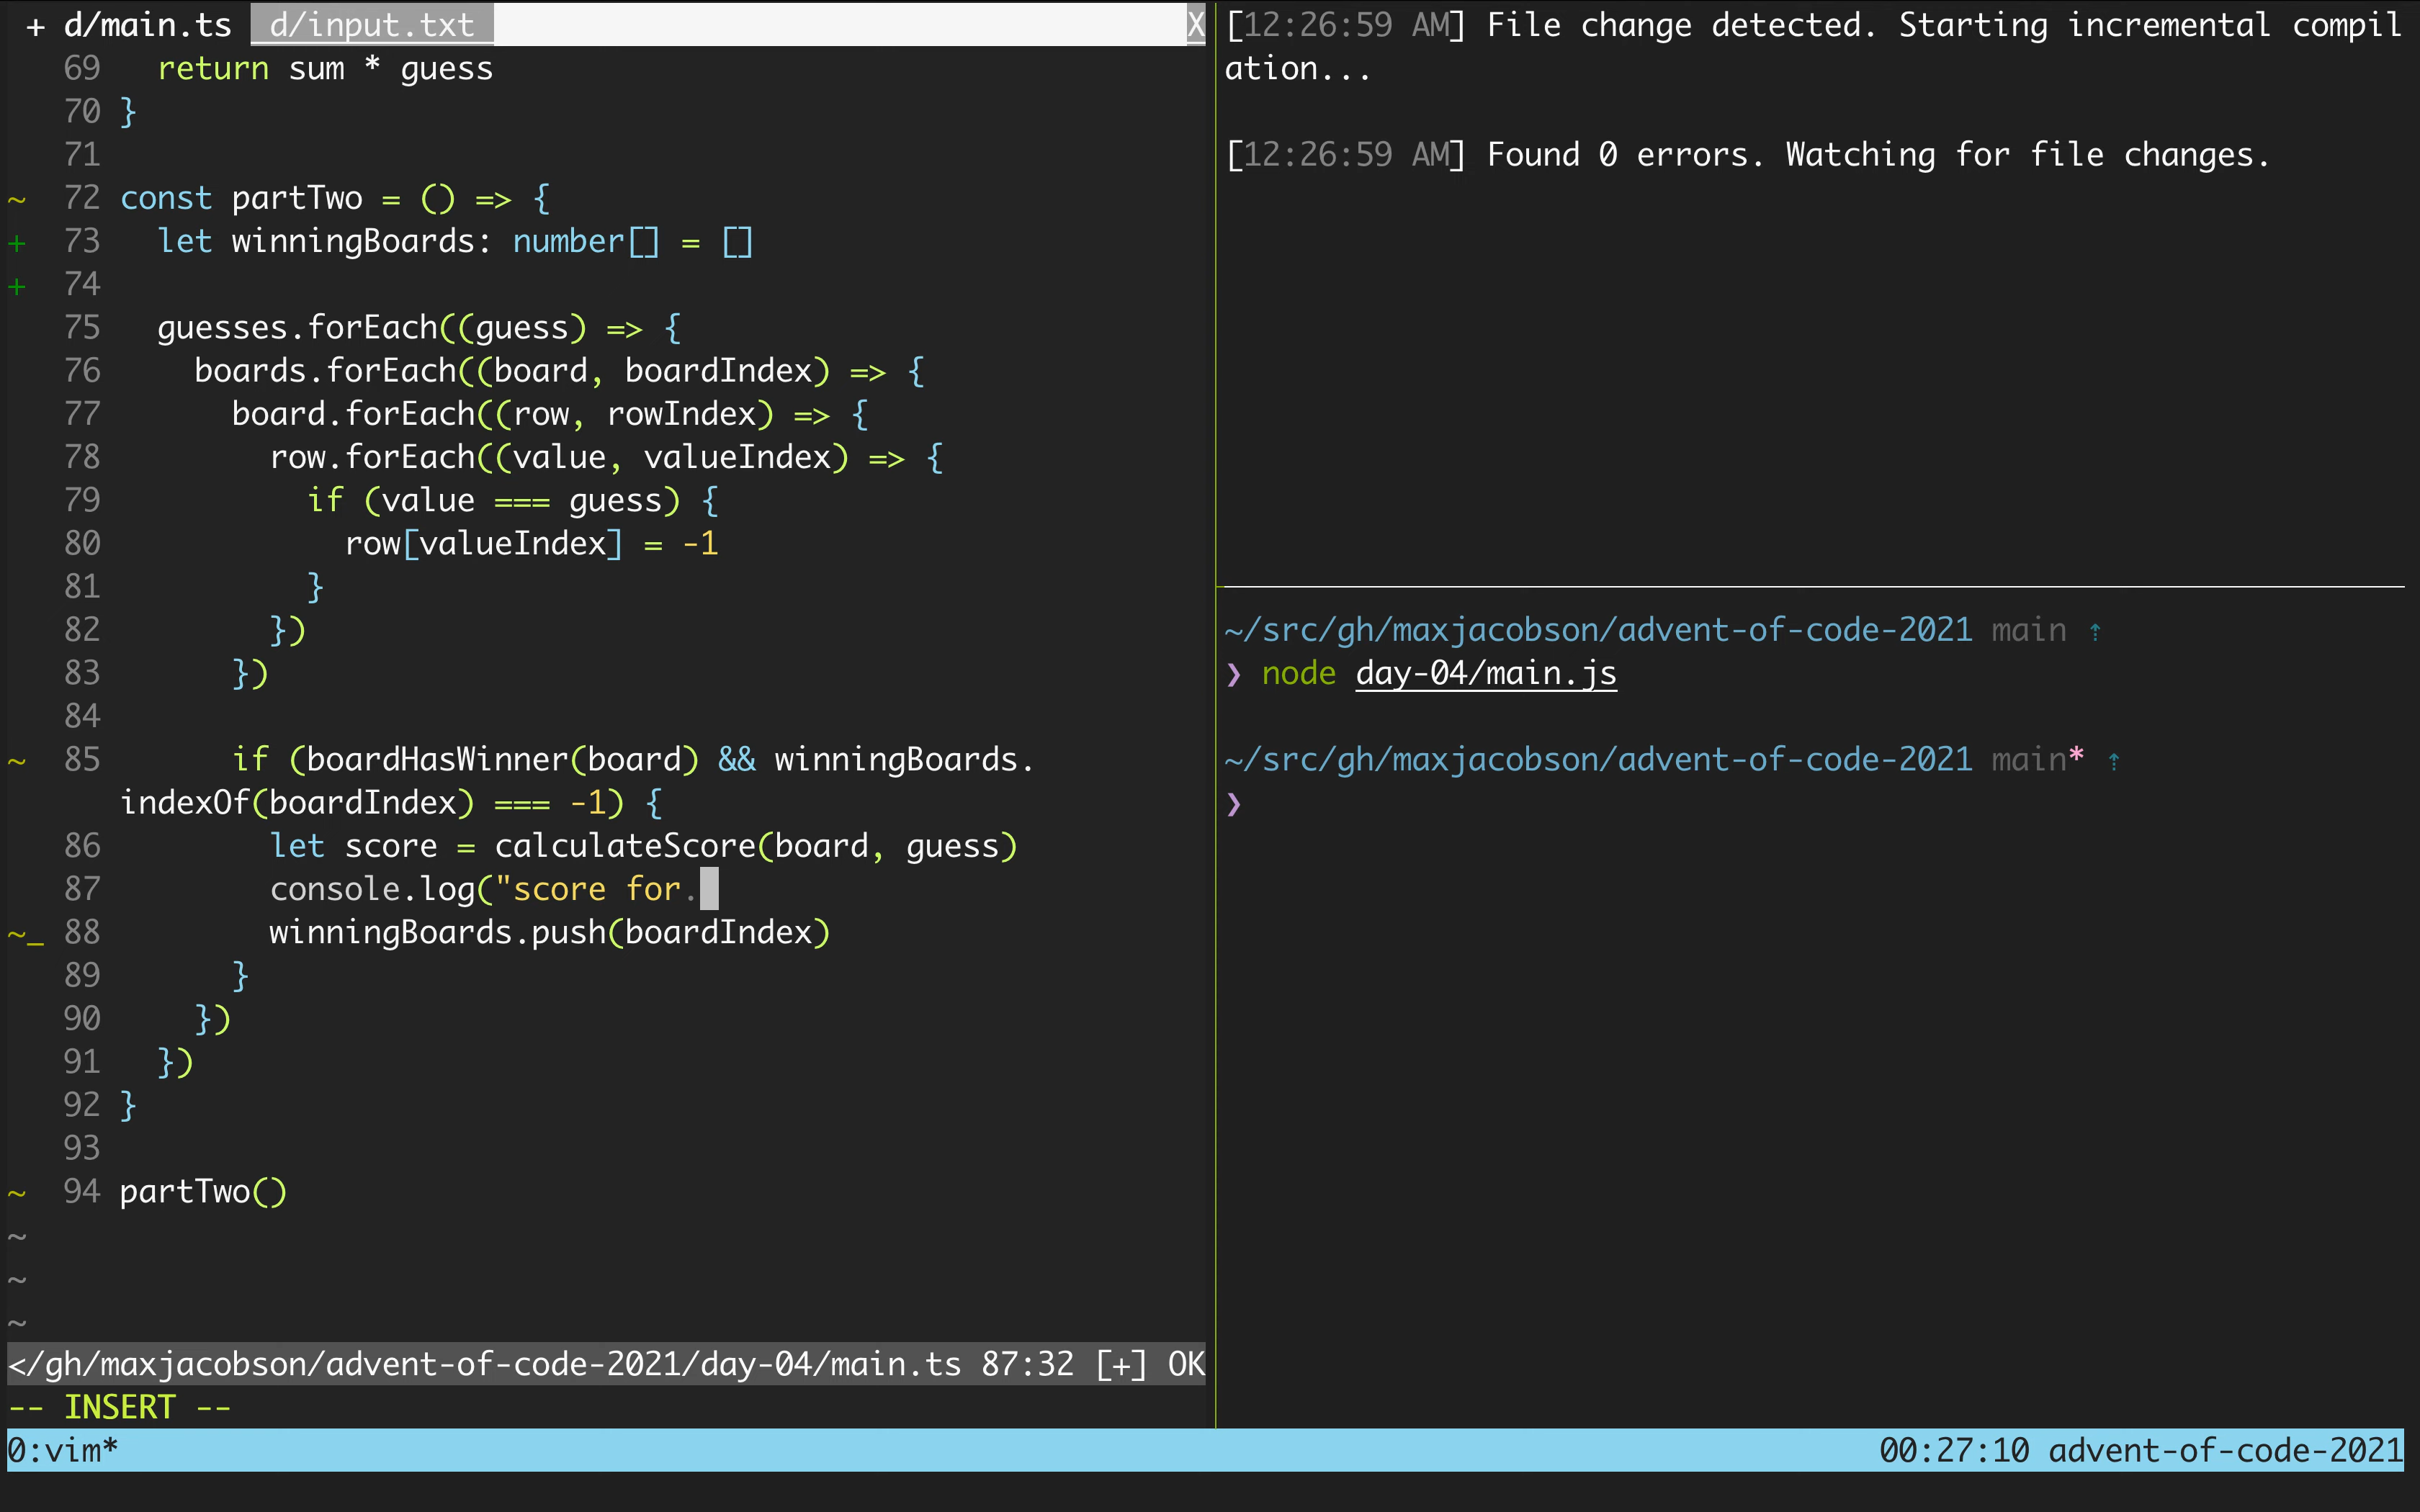 + d/main.ts  d/input.txt X
69   return sum * guess
70 }
71
~ 72 const partTwo = () => {
+ 73   let winningBoards: number[] = []
+ 74
75   guesses.forEach((guess) => {
76     boards.forEach((board, boardIndex) => {
77       board.forEach((row, rowIndex) => {
78         row.forEach((value, valueIndex) => {
79           if (value === guess) {
80             row[valueIndex] = -1
81           }
82         })
83       })
84
~ 85       if (boardHasWinner(board) && winningBoards.
indexOf(boardIndex) === -1) {
86         let score = calculateScore(board, guess)
87         console.log("score for.
~_ 88         winningBoards.push(boardIndex)
89       }
90     })
91   })
92 }
93
~ 94 partTwo()
~
~
~
</gh/maxjacobson/advent-of-code-2021/day-04/main.ts 87:32 [+] OK
-- INSERT --
[12:26:59 AM] File change detected. Starting incremental compil
ation...
[12:26:59 AM] Found 0 errors. Watching for file changes.
~/src/gh/maxjacobson/advent-of-code-2021 main ⇡
❯ node day-04/main.js
~/src/gh/maxjacobson/advent-of-code-2021 main* ⇡
❯
0:vim* 00:27:10 advent-of-code-2021